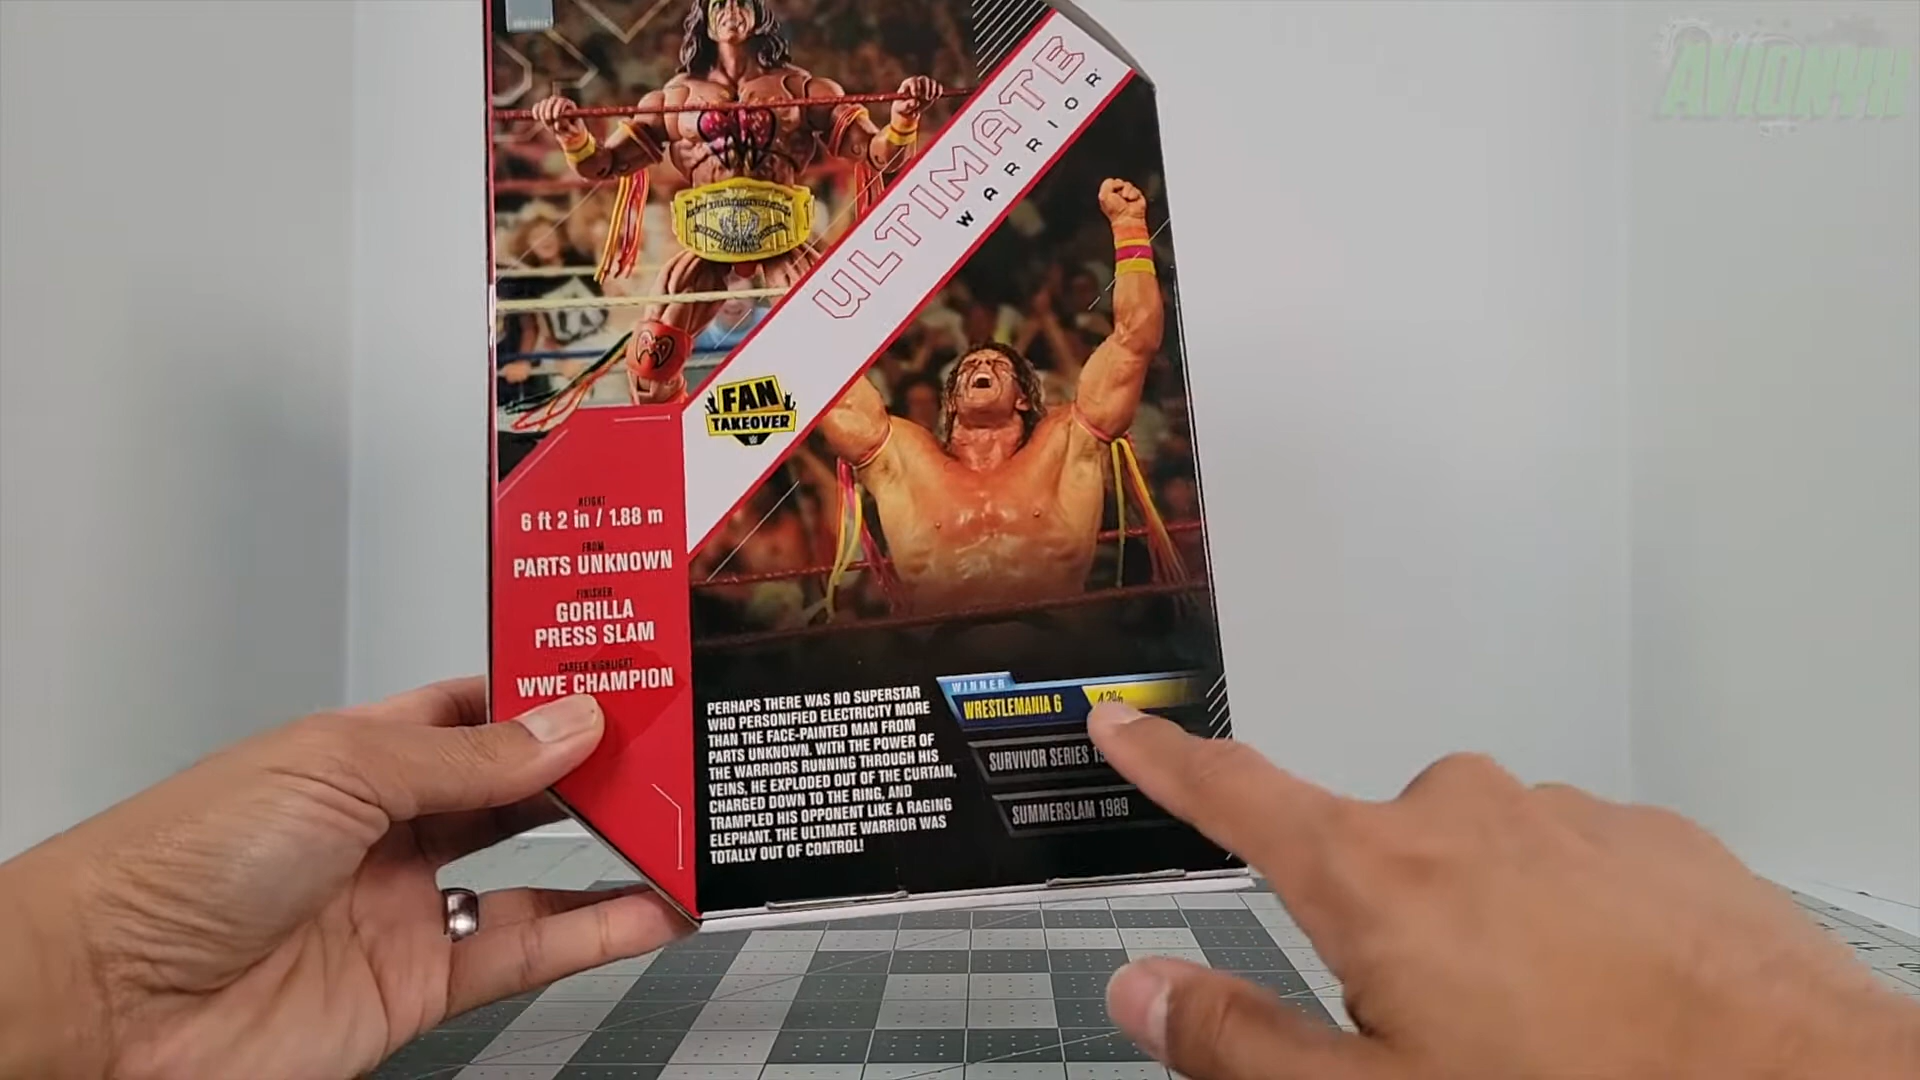 AVIONYX
ULTIMATE
WARRIOR
FAN
TAKEOVER
HEIGHT
6 ft 2 in / 1.88 m
FROM
PARTS UNKNOWN
FINISHER
GORILLA
PRESS SLAM
CAREER HIGHLIGHT
WWE CHAMPION
PERHAPS THERE WAS NO SUPERSTAR
WHO PERSONIFIED ELECTRICITY MORE
THAN THE FACE-PAINTED MAN FROM
PARTS UNKNOWN. WITH THE POWER OF
THE WARRIORS RUNNING THROUGH HIS
VEINS, HE EXPLODED OUT OF THE CURTAIN,
CHARGED DOWN TO THE RING, AND
TRAMPLED HIS OPPONENT LIKE A RAGING
ELEPHANT. THE ULTIMATE WARRIOR WAS
TOTALLY OUT OF CONTROL!
WINNER
WRESTLEMANIA 6
SURVIVOR SERIES
SUMMERSLAM 1989